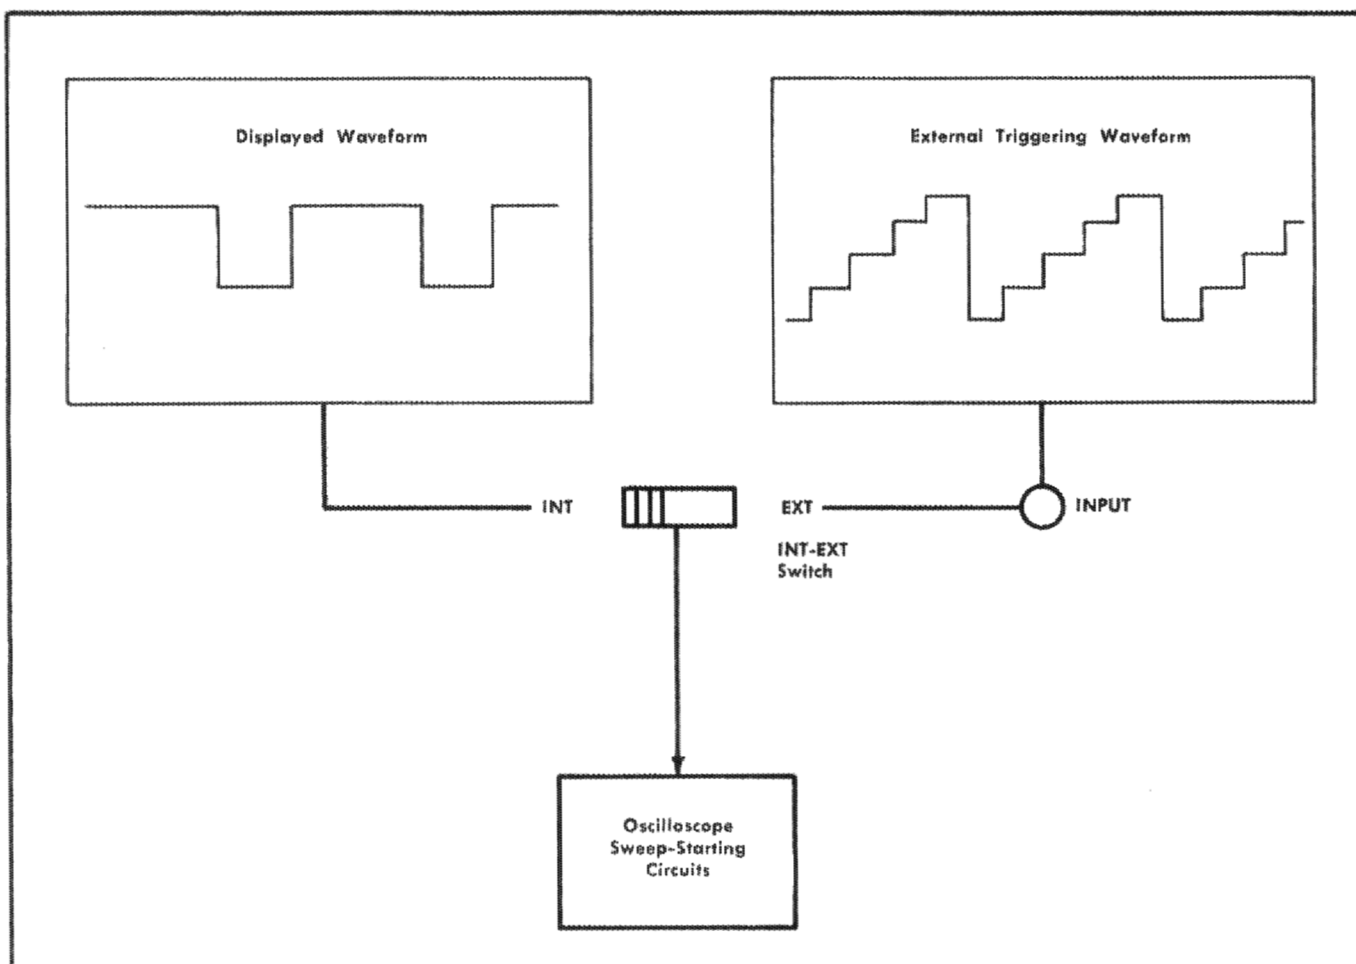 Displayed Waveform
External Triggering Waveform
INT
EXT
INPUT
INT-EXT
Switch
Oscilloscope
Sweep-Starting
Circuits